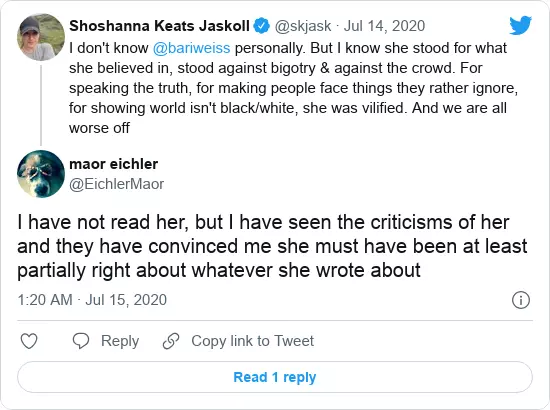 Shoshanna Keats Jaskoll @skjask · Jul 14, 2020
I don't know @bariweiss personally. But I know she stood for what
she believed in, stood against bigotry & against the crowd. For
speaking the truth, for making people face things they rather ignore,
for showing world isn't black/white, she was vilified. And we are all
worse off
maor eichler
@EichlerMaor
I have not read her, but I have seen the criticisms of her
and they have convinced me she must have been at least
partially right about whatever she wrote about
1:20 AM · Jul 15, 2020
Reply Copy link to Tweet
Read 1 reply